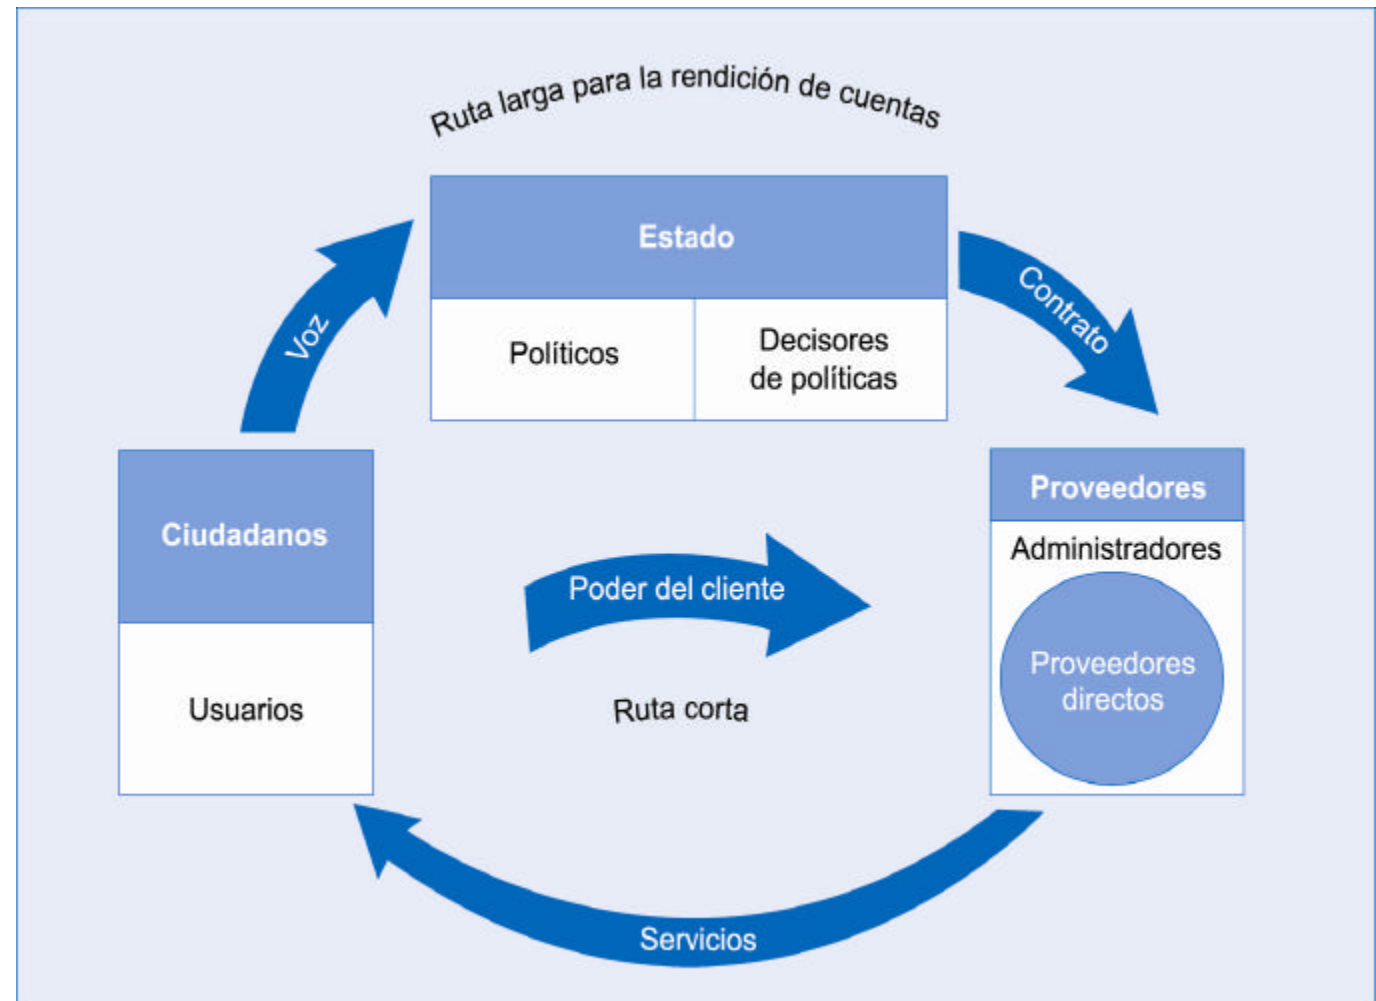 Ruta larga para la rendición de cuentas
Estado
Voz
Contrato
Políticos
Decisores
de políticas
Ciudadanos
Proveedores
Administradores
Poder del cliente
Proveedores
directos
Usuarios
Ruta corta
Servicios